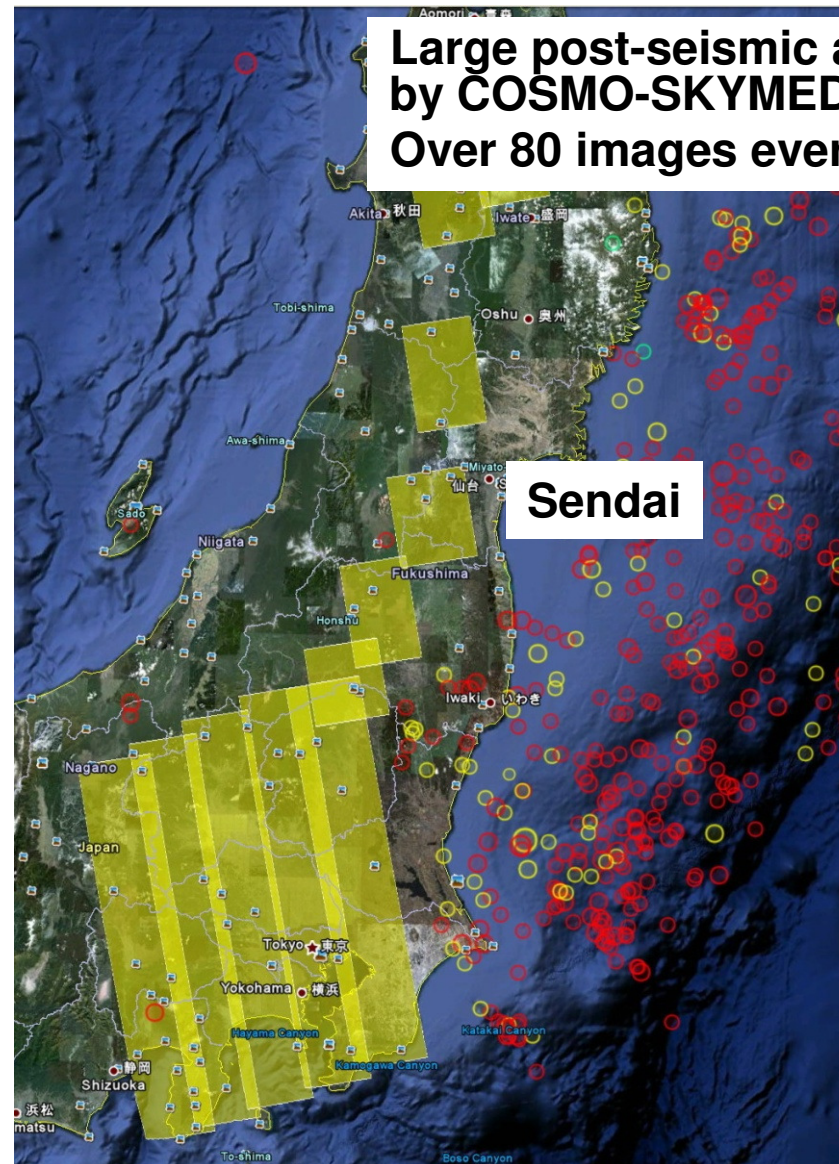 Aomori 青森
Large post-seismic a
by COSMO-SKYMED
Over 80 images ever
Akita 秋田
Iwate 盛岡
Tobi-shima
Oshu 奥州
Awa-shima
Miyato
仙台 S
Sendai
Sado
Niigata
Fukushima
Honshu
Iwaki いわき
Nagano
Japan
Tokyo 東京
Yokohama 横浜
Hayama Canyon
Katakai Canyon
Kamogawa Canyon
静岡
Shizuoka
浜松
matsu
To-shima
Boso Canyon